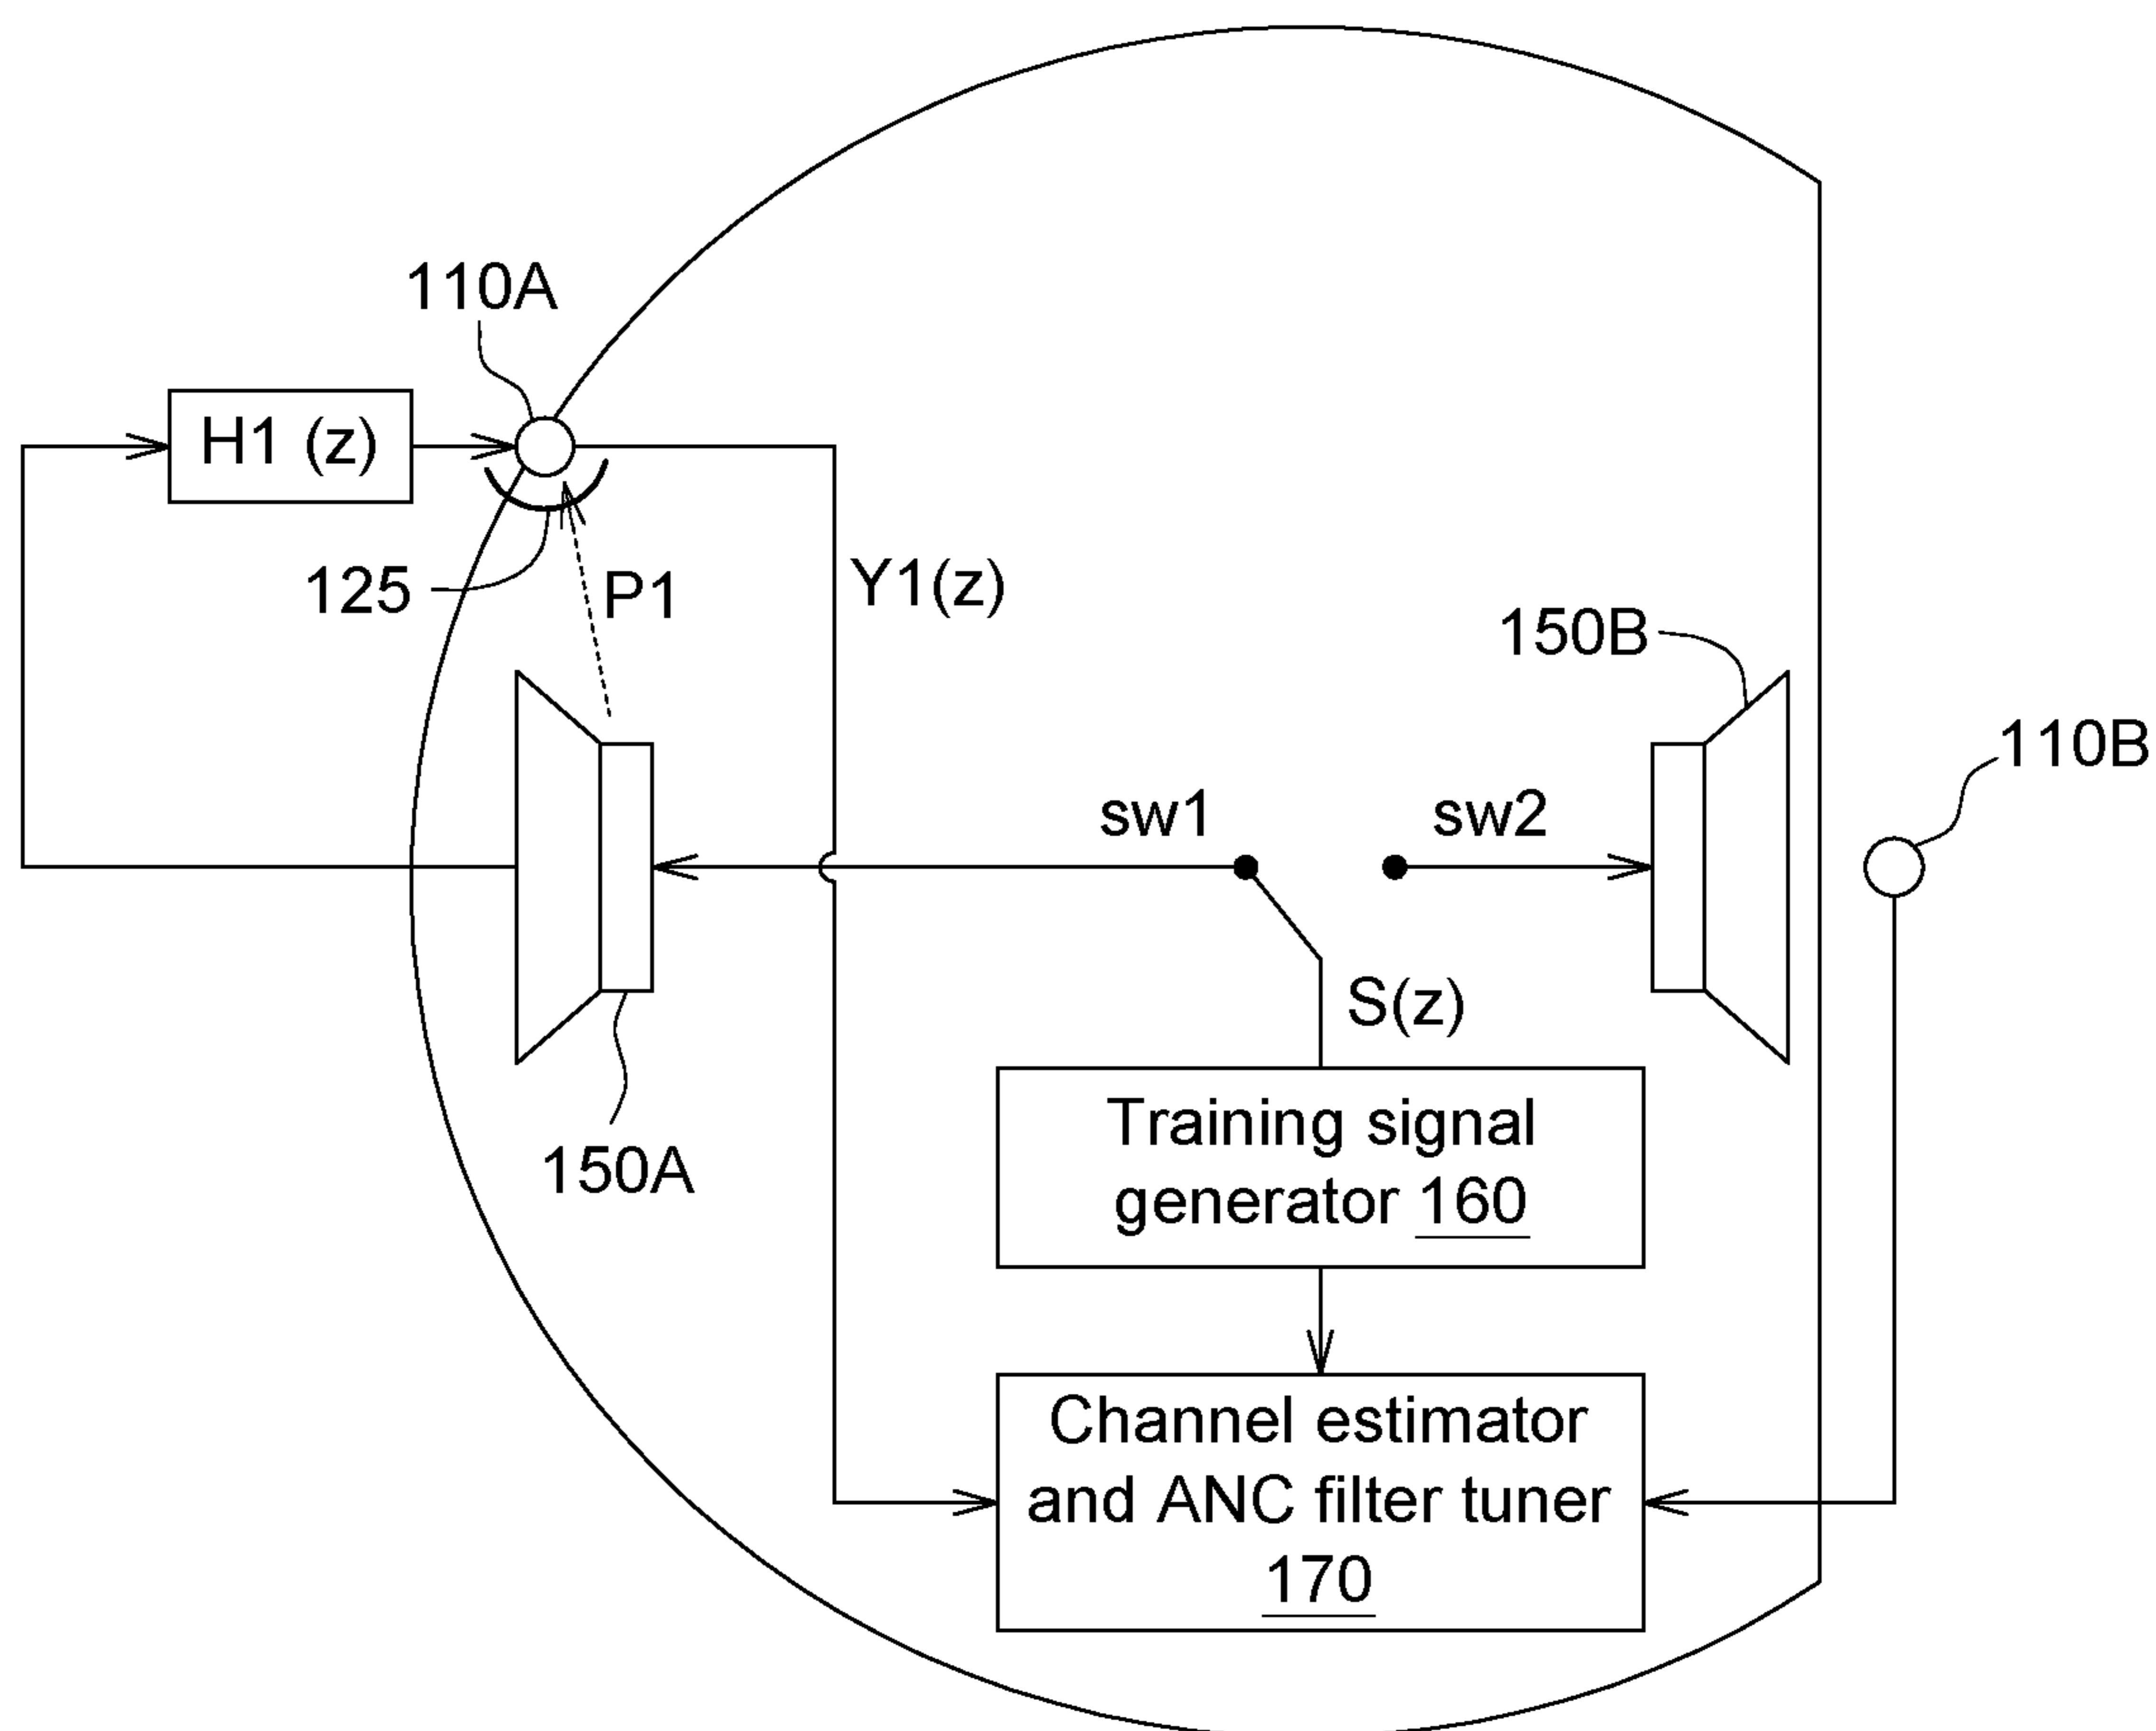 110A
H1 (z)
125
P1
Y1(z)
150B
110B
sw1
sw2
S(z)
150A
Training signal
generator 160
Channel estimator
and ANC filter tuner
170